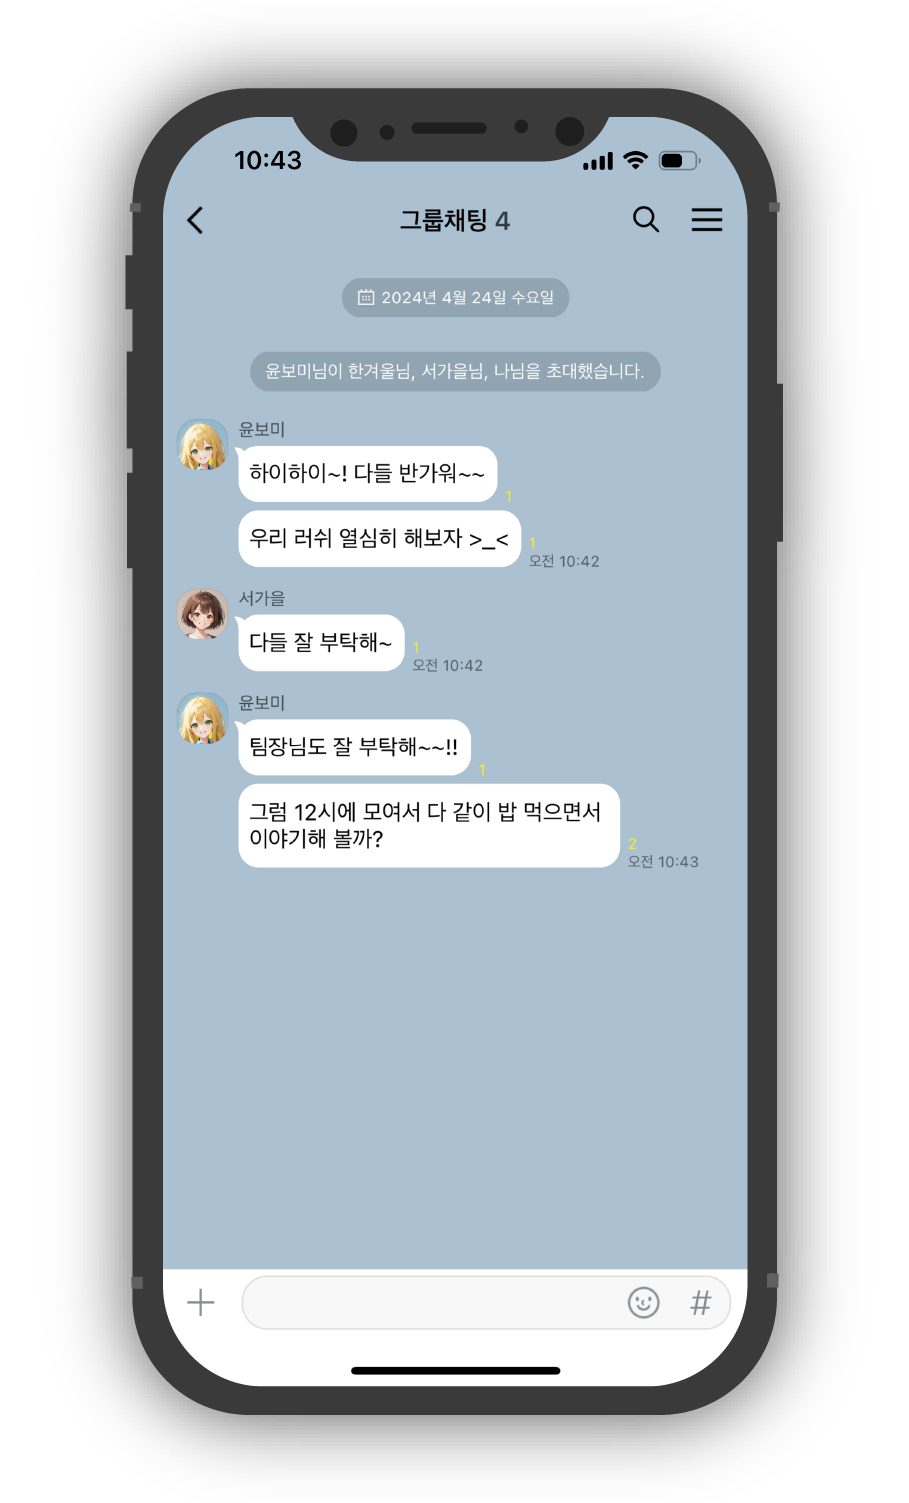 10:43
그룹채팅 4
2024년 4월 24일 수요일
윤보미님이 한겨울님, 서가을님, 나님을 초대했습니다.
윤보미
하이하이~! 다들 반가워~~
1
우리 러쉬 열심히 해보자 >_<
1
오전 10:42
서가을
다들 잘 부탁해~
1
오전 10:42
윤보미
팀장님도 잘 부탁해~~!!
1
그럼 12시에 모여서 다 같이 밥 먹으면서
이야기해 볼까?
2
오전 10:43
#